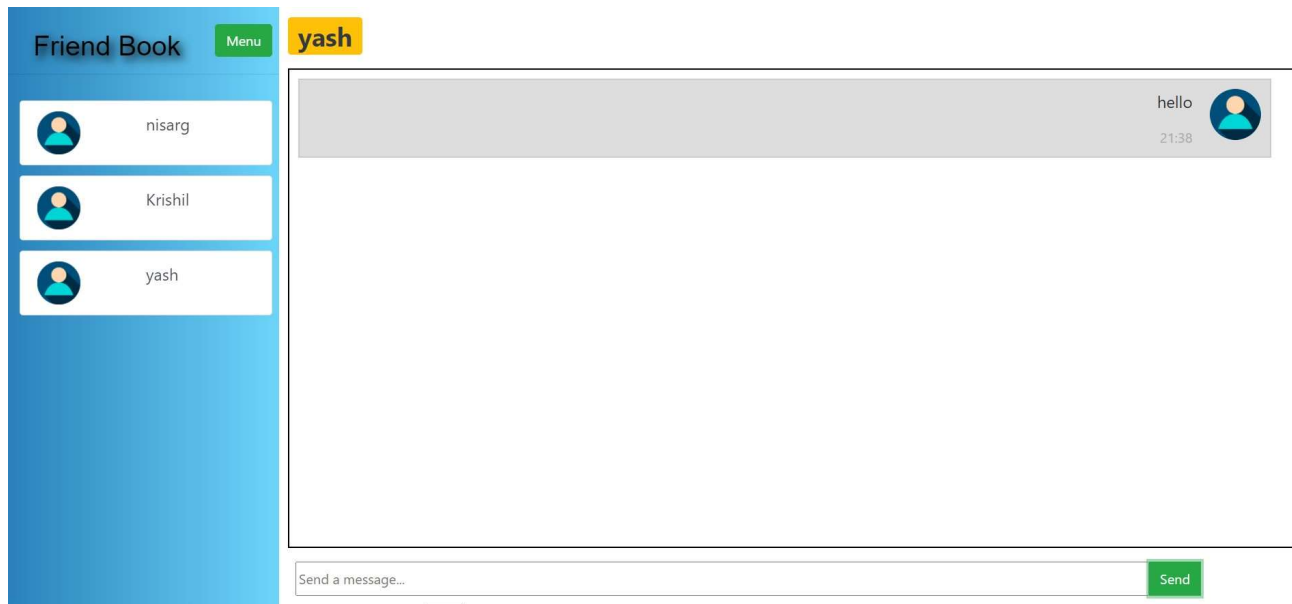 Friend Book
Menu
nisarg
Krishil
yash
yash
hello
21:38
Send a message...
Send